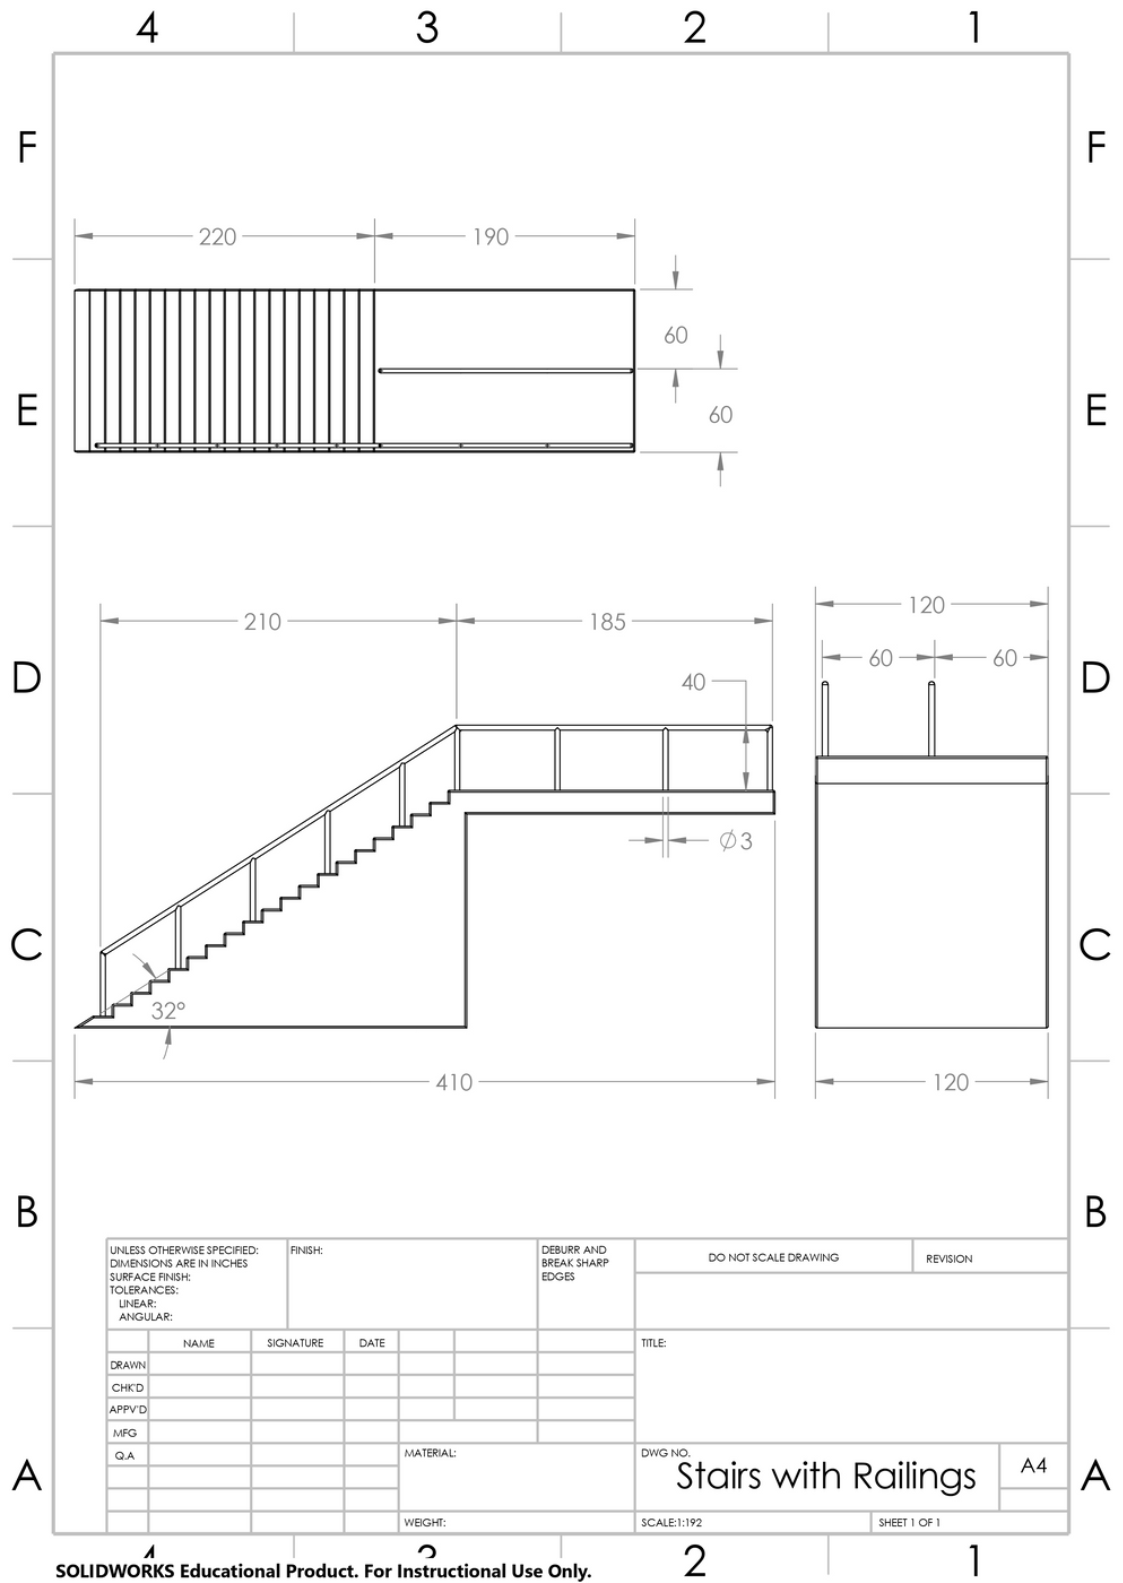 4 3 2 1
F F
220 190
60
E E
60
120
210 185
60 60
D 40 D
Ø3
C C
32°
410 120
B B
UNLESS OTHERWISE SPECIFIED:
DIMENSIONS ARE IN INCHES
SURFACE FINISH:
TOLERANCES:
LINEAR:
ANGULAR:
FINISH:
DEBURR AND
BREAK SHARP
EDGES
DO NOT SCALE DRAWING
REVISION
NAME SIGNATURE DATE
TITLE:
DRAWN
CHK'D
APPV'D
MFG
Q.A
MATERIAL:
DWG NO.
Stairs with Railings
A4
A A
WEIGHT:
SCALE:1:192
SHEET 1 OF 1
2 1
SOLIDWORKS Educational Product. For Instructional Use Only.